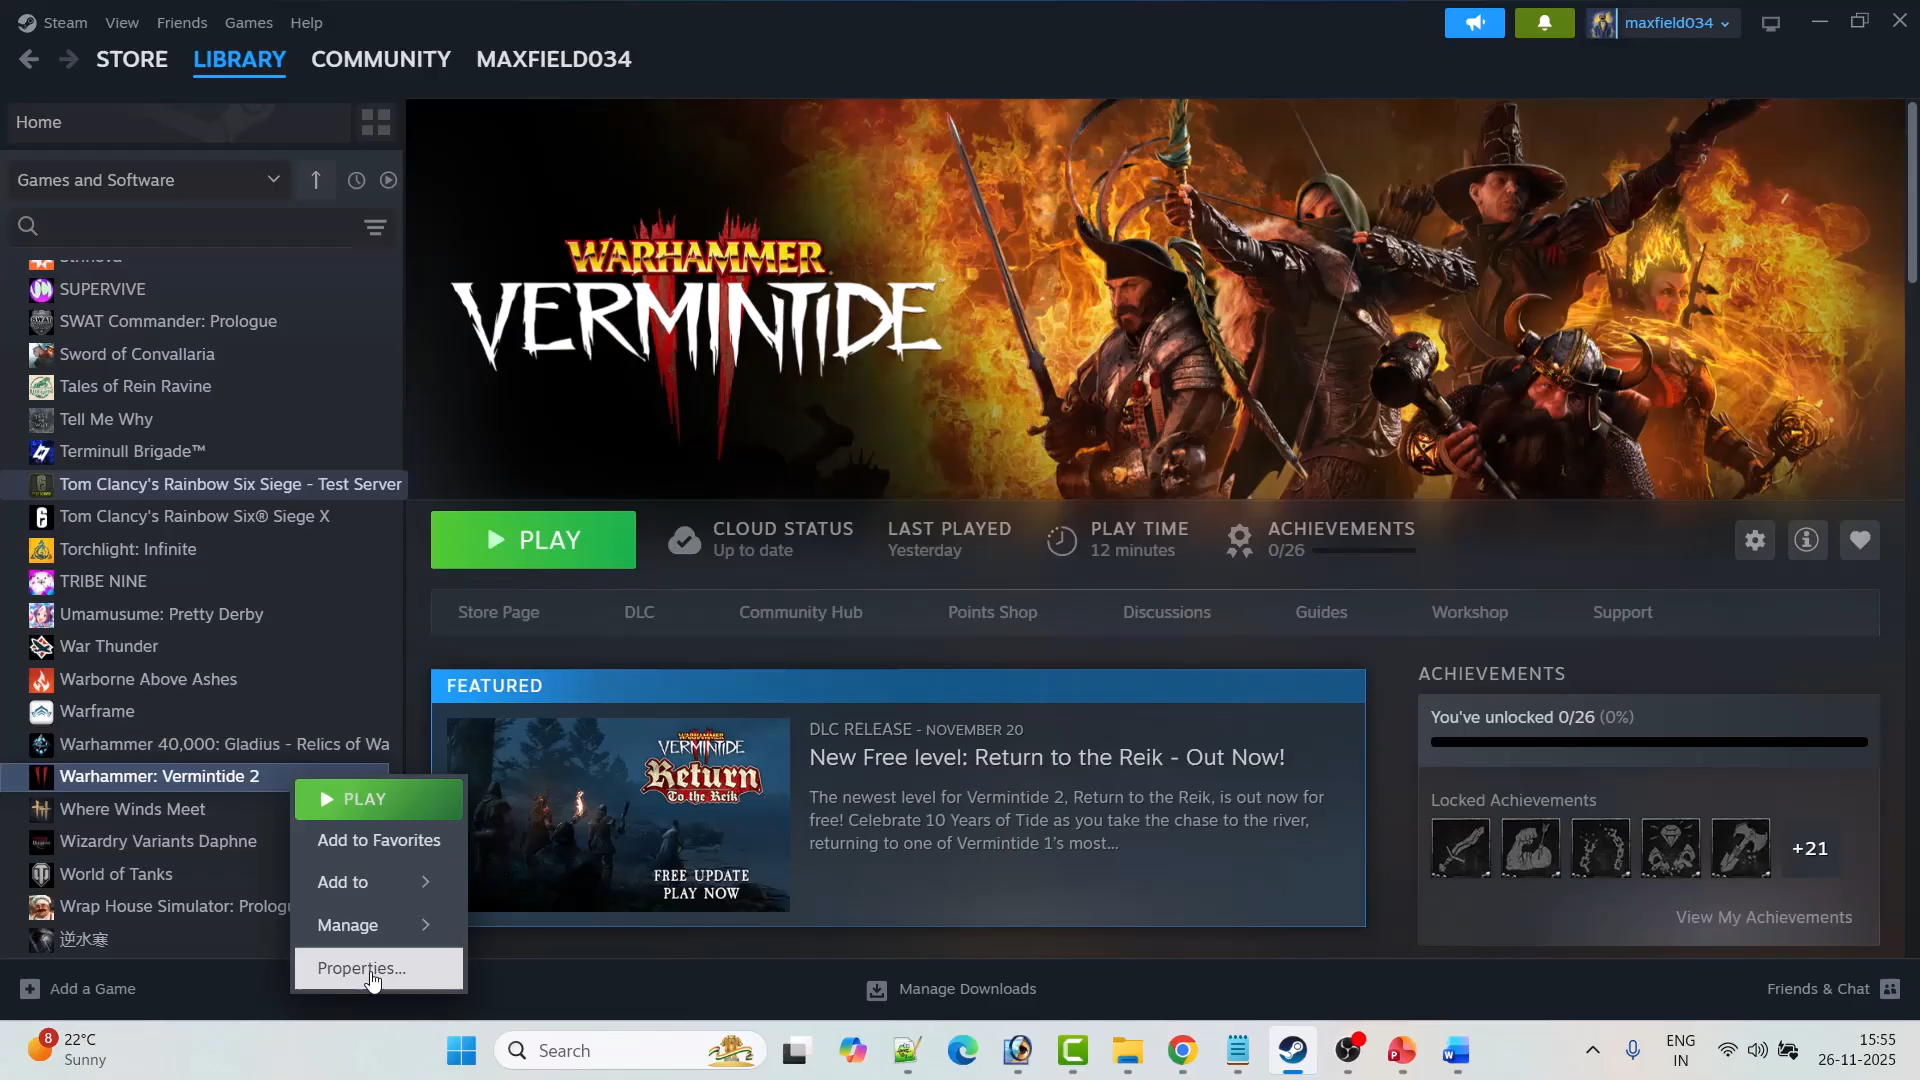 Steam View Friends Games Help
maxfield034
STORE LIBRARY COMMUNITY MAXFIELD034
Home
Games and Software
SUPERVIVE
SWAT Commander: Prologue
Sword of Convallaria
Tales of Rein Ravine
Tell Me Why
Terminull Brigade™
Tom Clancy's Rainbow Six Siege - Test Server
Tom Clancy's Rainbow Six® Siege X
Torchlight: Infinite
TRIBE NINE
Umamusume: Pretty Derby
War Thunder
Warborne Above Ashes
Warframe
Warhammer 40,000: Gladius - Relics of Wa
Warhammer: Vermintide 2
Where Winds Meet
Wizardry Variants Daphne
World of Tanks
Wrap House Simulator: Prologu
逆水寒
PLAY
Add to Favorites
Add to
Manage
Properties...
WARHAMMER
VERMINTIDE
PLAY
CLOUD STATUS
Up to date
LAST PLAYED
Yesterday
PLAY TIME
12 minutes
ACHIEVEMENTS
0/26
Store Page DLC Community Hub Points Shop Discussions Guides Workshop Support
FEATURED
WARHAMMER
VERMINTIDE
Return
To the Reik
FREE UPDATE
PLAY NOW
DLC RELEASE - NOVEMBER 20
New Free level: Return to the Reik - Out Now!
The newest level for Vermintide 2, Return to the Reik, is out now for
free! Celebrate 10 Years of Tide as you take the chase to the river,
returning to one of Vermintide 1's most...
ACHIEVEMENTS
You've unlocked 0/26 (0%)
Locked Achievements
+21
View My Achievements
Add a Game
Manage Downloads
Friends & Chat
8
22°C
Sunny
Search
ENG
IN
15:55
26-11-2025